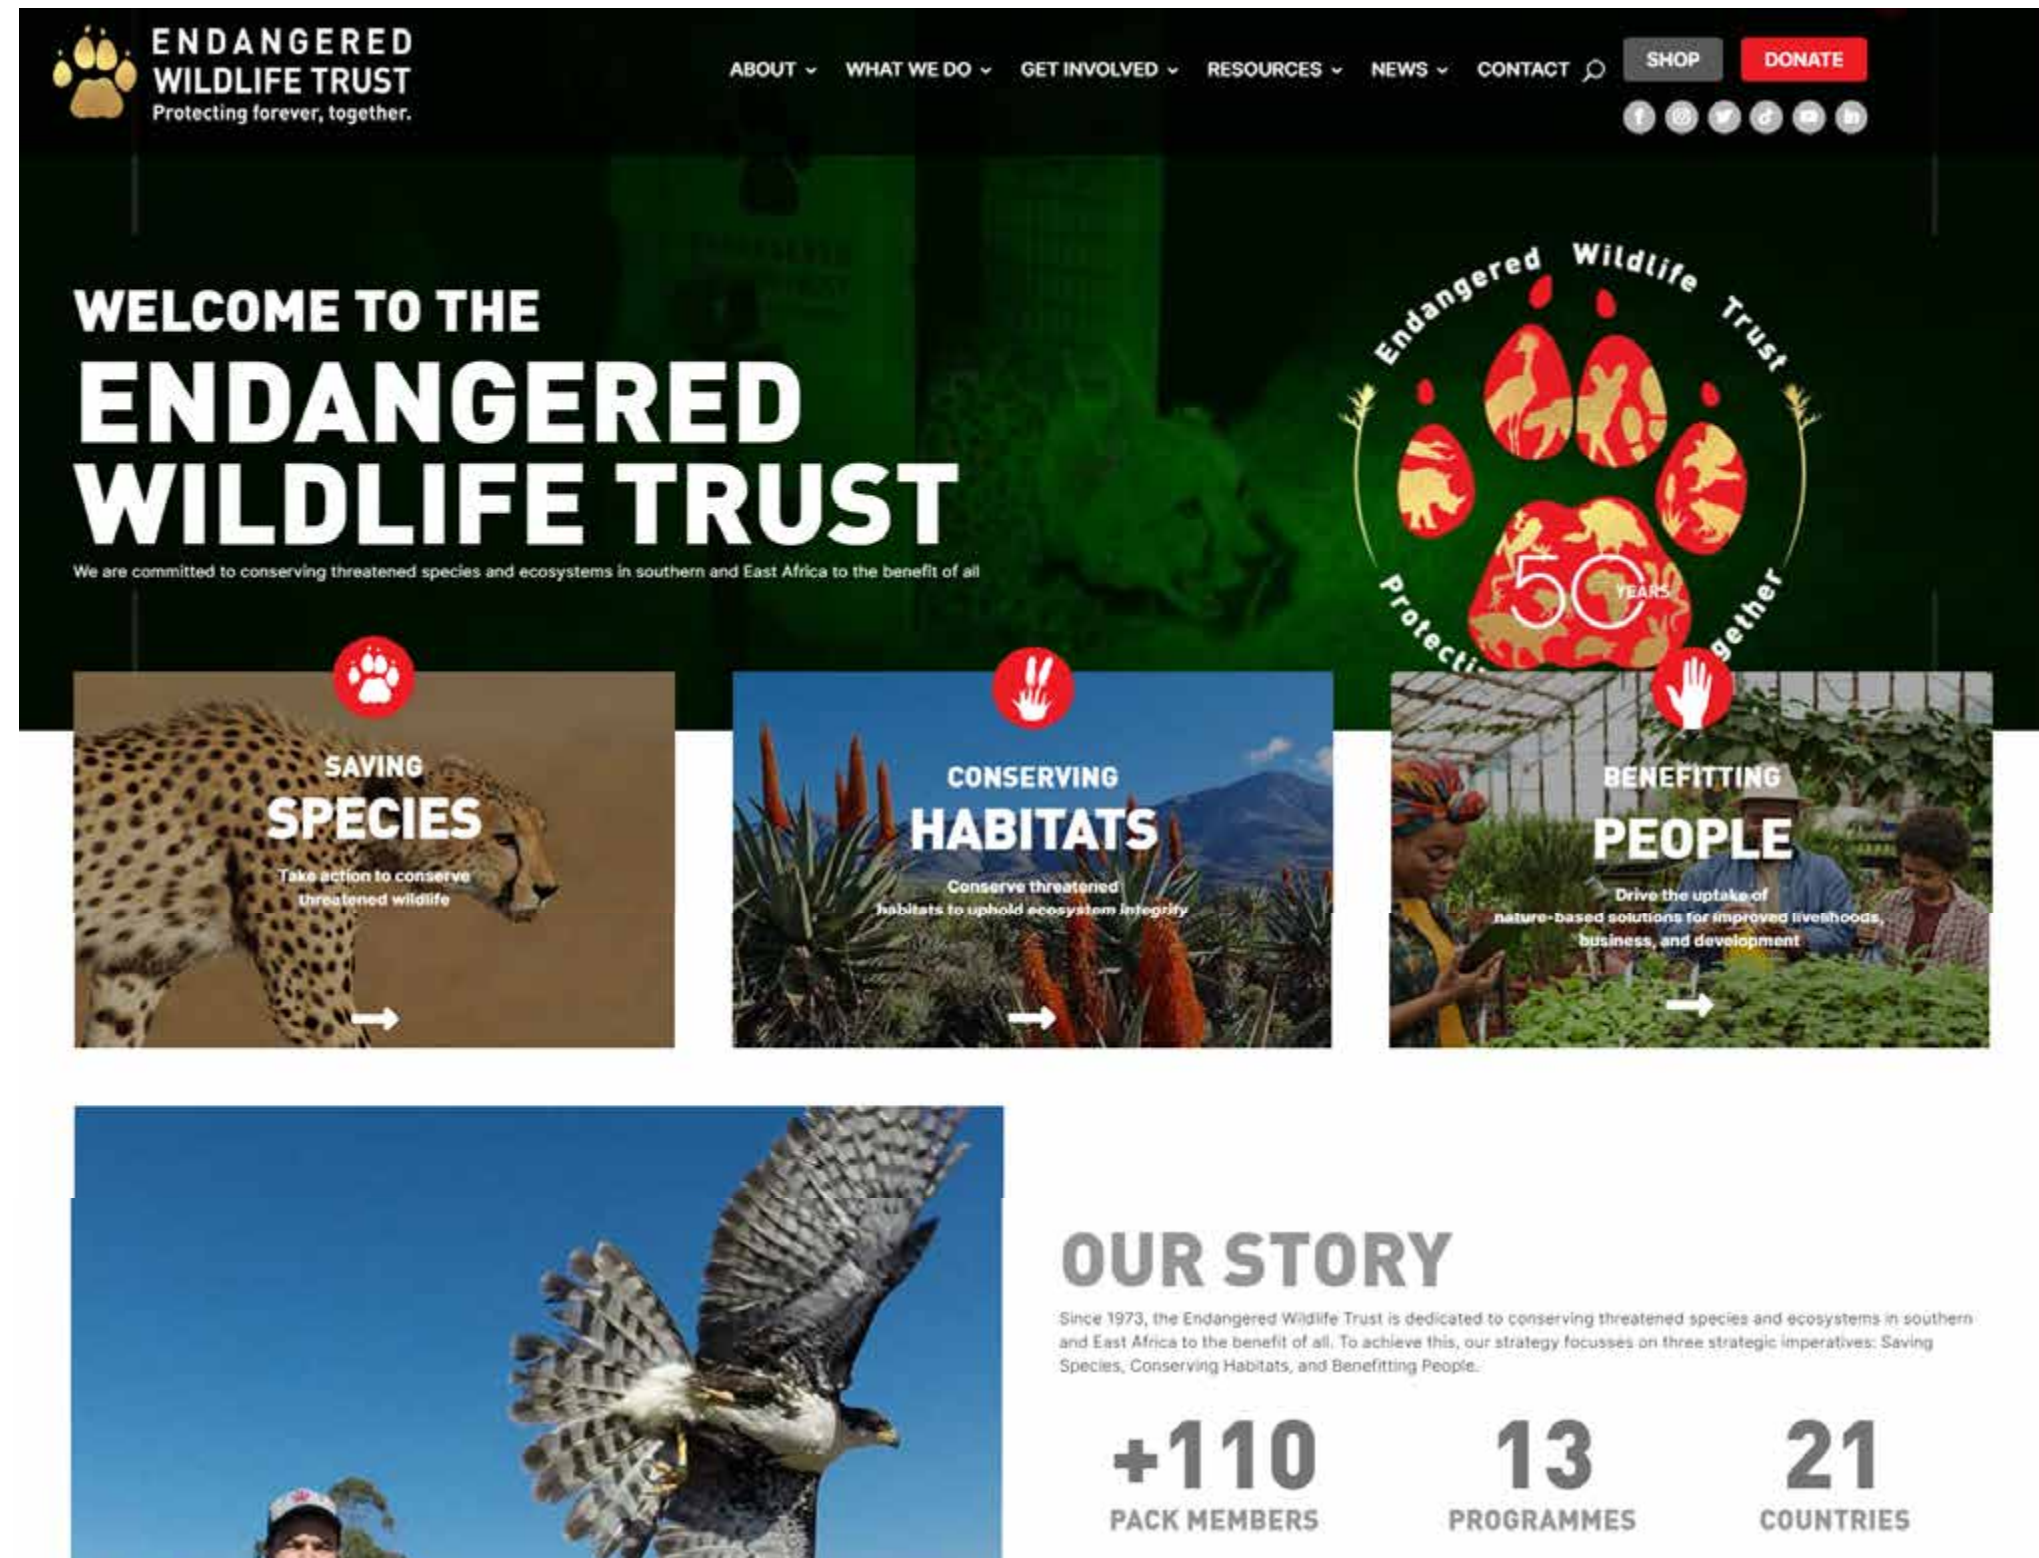 ENDANGERED
WILDLIFE TRUST
Protecting forever, together.
ABOUT WHAT WE DO GET INVOLVED RESOURCES NEWS CONTACT SHOP DONATE
WELCOME TO THE
ENDANGERED
WILDLIFE TRUST
We are committed to conserving threatened species and ecosystems in southern and East Africa to the benefit of all
Endangered Wildlife Trust
50 YEARS
SAVING
SPECIES
Take action to conserve
threatened wildlife
CONSERVING
HABITATS
Conserve threatened
habitats to uphold ecosystem integrity
BENEFITTING
PEOPLE
Drive the uptake of
nature-based solutions for improved livelihoods,
business, and development
OUR STORY
Since 1973, the Endangered Wildlife Trust is dedicated to conserving threatened species and ecosystems in southern
and East Africa to the benefit of all. To achieve this, our strategy focusses on three strategic imperatives: Saving
Species, Conserving Habitats, and Benefitting People.
+110 13 21
PACK MEMBERS PROGRAMMES COUNTRIES